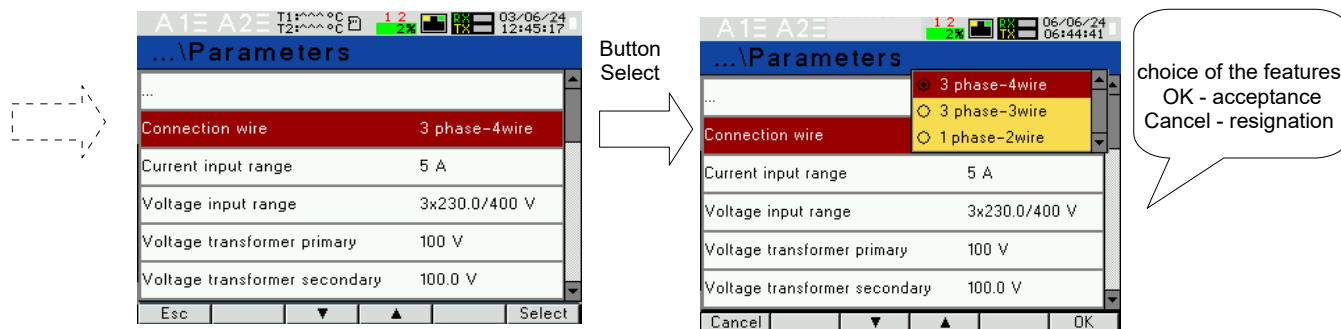 A1Ξ A2Ξ T1:^^^ °C 1 2 RX 03/06/24
T2:^^^ °C 2% TX 12:45:17
...\Parameters
...
Connection wire 3 phase-4wire
Current input range 5 A
Voltage input range 3x230.0/400 V
Voltage transformer primary 100 V
Voltage transformer secondary 100.0 V
Esc ▼ ▲ Select
Button
Select
A1Ξ A2Ξ 1 2 RX 06/06/24
2% TX 06:44:41
...\Parameters
...
3 phase-4wire
3 phase-3wire
1 phase-2wire
Connection wire
Current input range 5 A
Voltage input range 3x230.0/400 V
Voltage transformer primary 100 V
Voltage transformer secondary 100.0 V
Cancel ▼ ▲ OK
choice of the features
OK - acceptance
Cancel - resignation